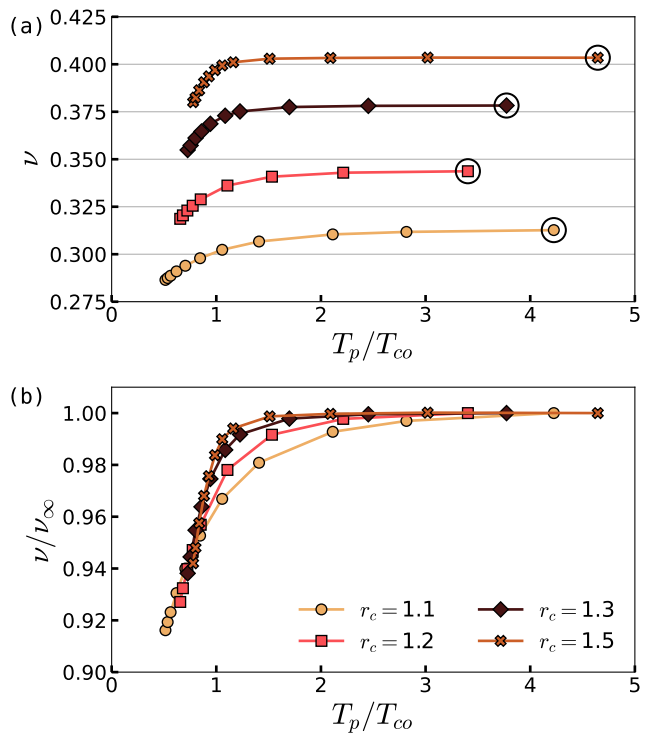 (a)
0.425
0.400
0.375
0.350
0.325
0.300
0.275
ν
0 1 2 3 4 5
T_p/T_co
(b)
1.00
0.98
0.96
0.94
0.92
0.90
ν/ν_∞
r_c = 1.1 r_c = 1.3
r_c = 1.2 r_c = 1.5
0 1 2 3 4 5
T_p/T_co